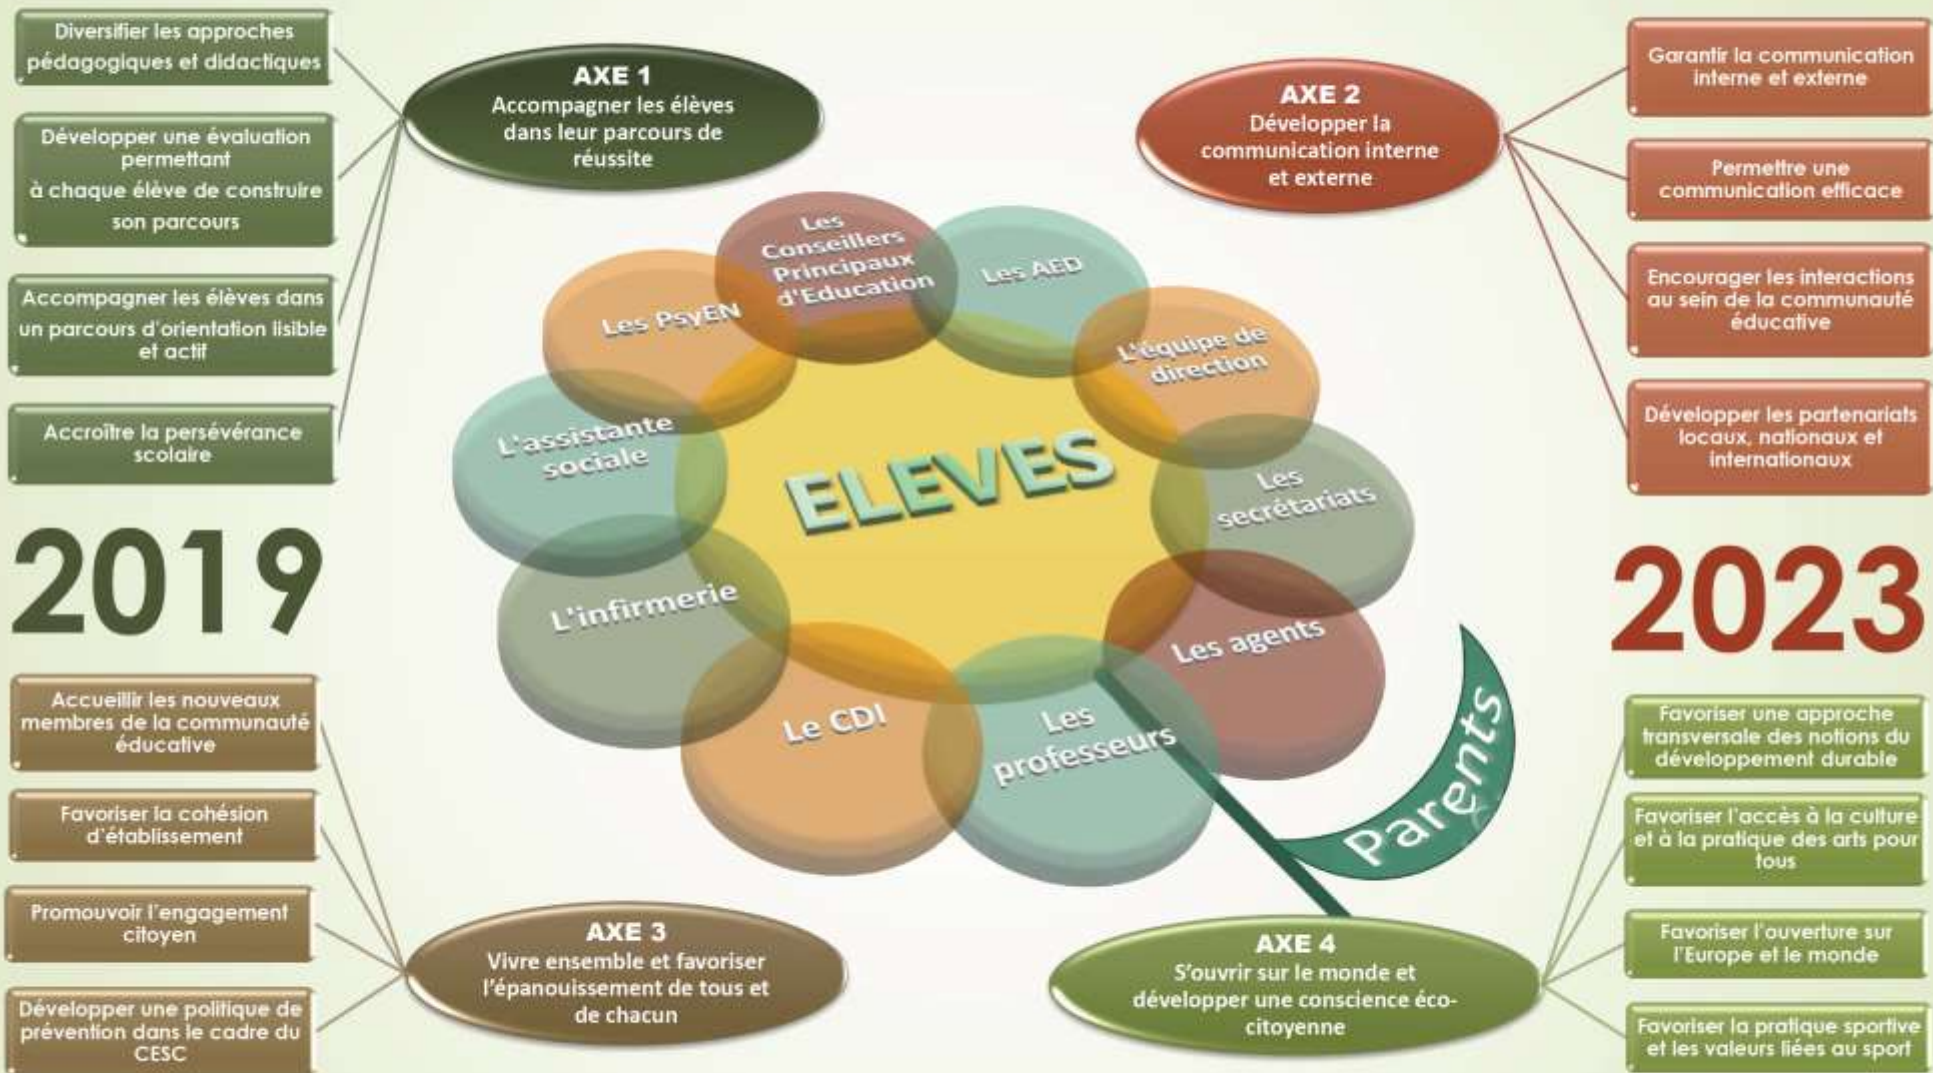 Diversifier les approches
pédagogiques et didactiques
Développer une évaluation
permettant
à chaque élève de construire
son parcours
Accompagner les élèves dans
un parcours d'orientation lisible
et actif
Accroître la persévérance
scolaire
AXE 1
Accompagner les élèves
dans leur parcours de
réussite
AXE 2
Développer la
communication interne
et externe
Garantir la communication
interne et externe
Permettre une
communication efficace
Encourager les interactions
au sein de la communauté
éducative
Développer les partenariats
locaux, nationaux et
internationaux
Les
Conseillers
Principaux
d'Education
Les AED
L'équipe de
direction
Les
secrétariats
Les agents
Les
professeurs
Le CDI
L'infirmerie
L'assistante
sociale
Les PsyEN
ELEVES
Parents
2019
2023
Accueillir les nouveaux
membres de la communauté
éducative
Favoriser la cohésion
d'établissement
Promouvoir l'engagement
citoyen
Développer une politique de
prévention dans le cadre du
CESC
AXE 3
Vivre ensemble et favoriser
l'épanouissement de tous et
de chacun
AXE 4
S'ouvrir sur le monde et
développer une conscience éco-
citoyenne
Favoriser une approche
transversale des notions du
développement durable
Favoriser l'accès à la culture
et à la pratique des arts pour
tous
Favoriser l'ouverture sur
l'Europe et le monde
Favoriser la pratique sportive
et les valeurs liées au sport